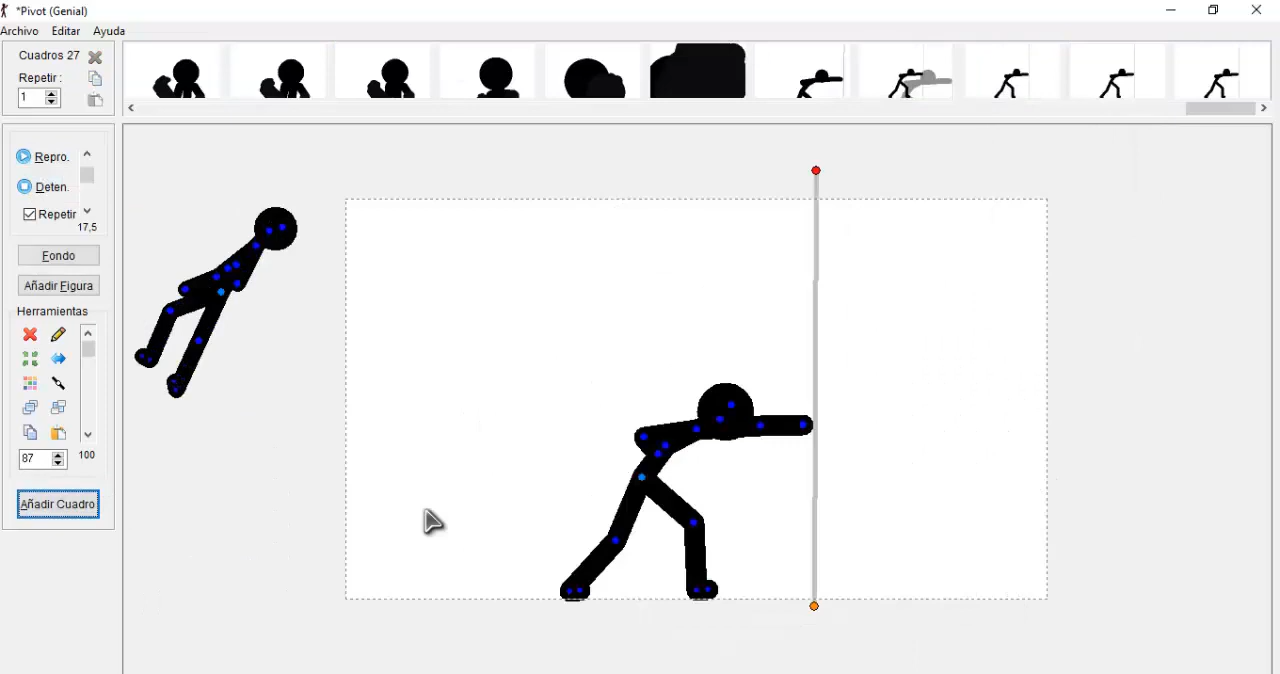 *Pivot (Genial)
Archivo Editar Ayuda
Cuadros 27
Repetir :
1
Repro.
Deten.
Repetir
17,5
Fondo
Añadir Figura
Herramientas
87 100
Añadir Cuadro